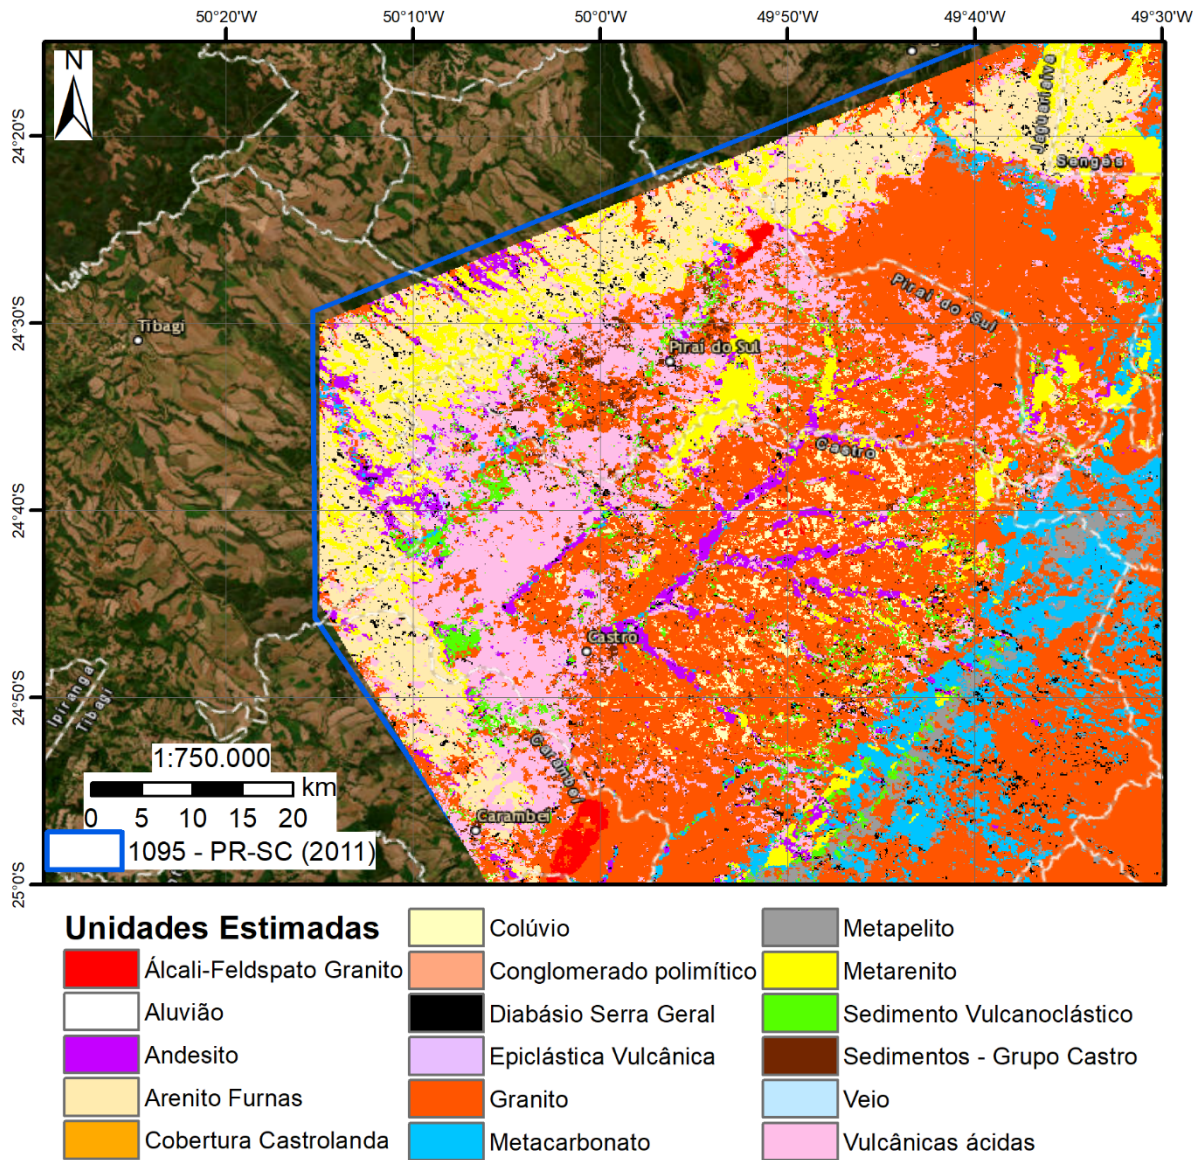 50°20'W 50°10'W 50°0'W 49°50'W 49°40'W 49°30'W
N
24°20'S
24°30'S
24°40'S
24°50'S
25°0'S
Jaguariaíva
Sengés
Piraí do Sul
Tibagi
Piraí do Sul
Castro
Castro
Ipiranga
Tibagi
Carambeí
Carambeí
1:750.000
0 5 10 15 20 km
1095 - PR-SC (2011)
Unidades Estimadas
Álcali-Feldspato Granito
Aluvião
Andesito
Arenito Furnas
Cobertura Castrolanda
Colúvio
Conglomerado polimítico
Diabásio Serra Geral
Epiclástica Vulcânica
Granito
Metacarbonato
Metapelito
Metarenito
Sedimento Vulcanoclástico
Sedimentos - Grupo Castro
Veio
Vulcânicas ácidas